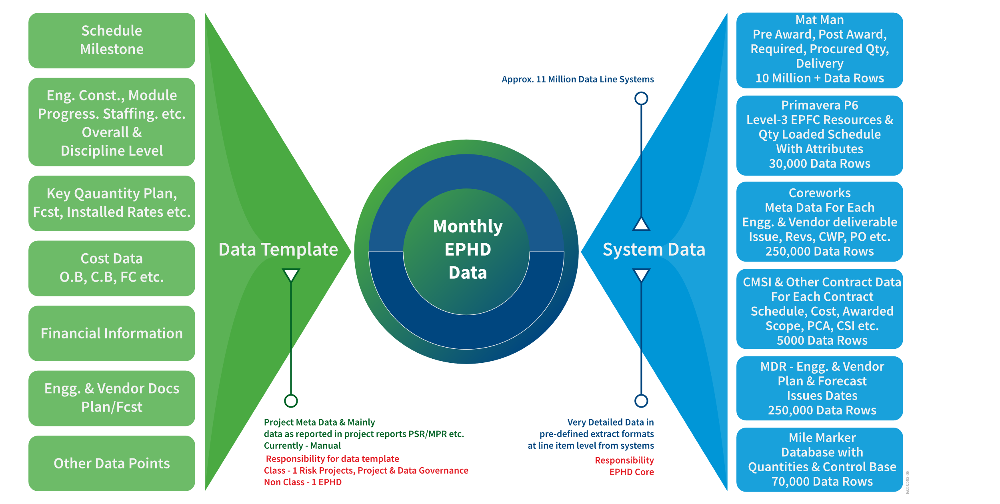 Schedule
Milestone
Eng. Const., Module
Progress. Staffing. etc.
Overall &
Discipline Level
Key Qauantity Plan,
Fcst, Installed Rates etc.
Cost Data
O.B, C.B, FC etc.
Financial Information
Engg. & Vendor Docs
Plan/Fcst
Other Data Points
Data Template
Project Meta Data & Mainly
data as reported in project reports PSR/MPR etc.
Currently - Manual
Responsibility for data template
Class - 1 Risk Projects, Project & Data Governance
Non Class - 1 EPHD
Monthly
EPHD
Data
Approx. 11 Million Data Line Systems
System Data
Very Detailed Data in
pre-defined extract formats
at line item level from systems
Responsibility
EPHD Core
Mat Man
Pre Award, Post Award,
Required, Procured Qty,
Delivery
10 Million + Data Rows
Primavera P6
Level-3 EPFC Resources &
Qty Loaded Schedule
With Attributes
30,000 Data Rows
Coreworks
Meta Data For Each
Engg. & Vendor deliverable
Issue, Revs, CWP, PO etc.
250,000 Data Rows
CMSI & Other Contract Data
For Each Contract
Schedule, Cost, Awarded
Scope, PCA, CSI etc.
5000 Data Rows
MDR - Engg. & Vendor
Plan & Forecast
Issues Dates
250,000 Data Rows
Mile Marker
Database with
Quantities & Control Base
70,000 Data Rows
HA20220485-003